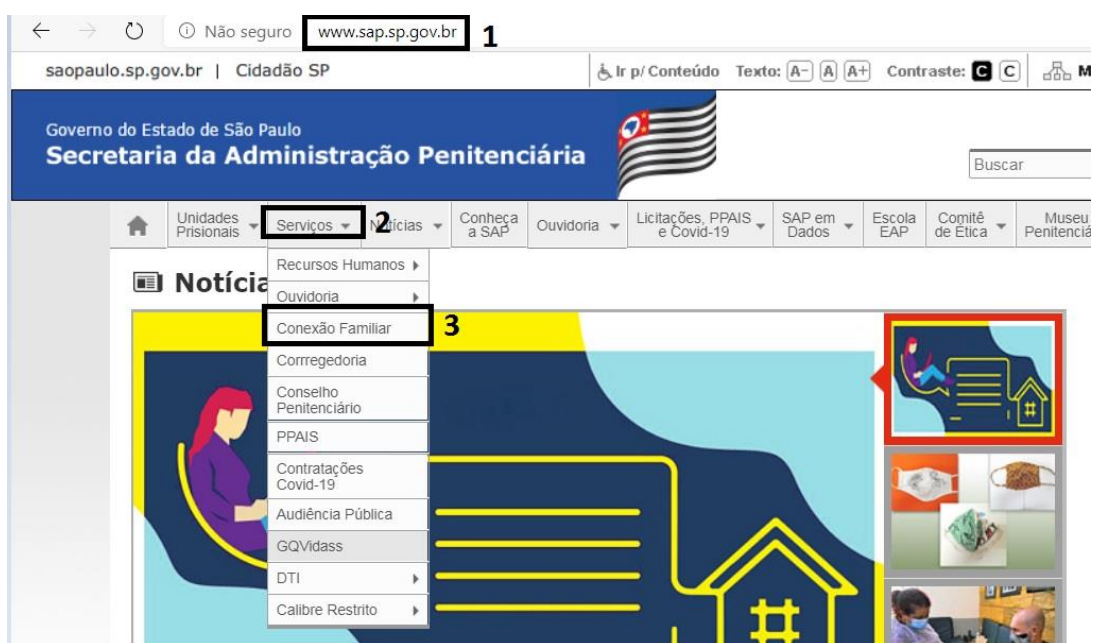 Não seguro www.sap.sp.gov.br 1
saopaulo.sp.gov.br | Cidadão SP Ir p/ Conteúdo Texto: A- A A+ Contraste: C C M
Governo do Estado de São Paulo
Secretaria da Administração Penitenciária
Buscar
Unidades Prisionais
Serviços 2
Notícias
Conheça a SAP
Ouvidoria
Licitações, PPAIS e Covid-19
SAP em Dados
Escola EAP
Comitê de Ética
Museu Penitenciá
Notícia
Recursos Humanos
Ouvidoria
Conexão Familiar 3
Corrregedoria
Conselho
Penitenciário
PPAIS
Contratações
Covid-19
Audiência Pública
GQVidass
DTI
Calibre Restrito
#
#